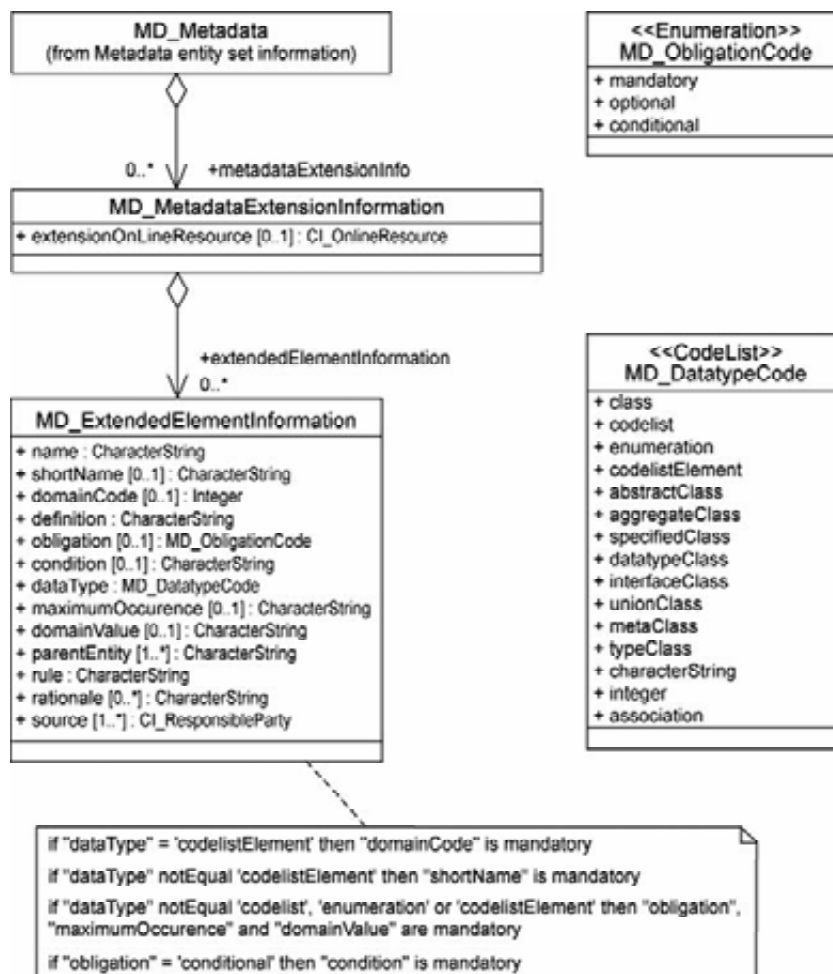 MD_Metadata
(from Metadata entity set information)
0..* +metadataExtensionInfo
MD_MetadataExtensionInformation
+ extensionOnLineResource [0..1] : CI_OnlineResource
+extendedElementInformation
0..*
MD_ExtendedElementInformation
+ name : CharacterString
+ shortName [0..1] : CharacterString
+ domainCode [0..1] : Integer
+ definition : CharacterString
+ obligation [0..1] : MD_ObligationCode
+ condition [0..1] : CharacterString
+ dataType : MD_DatatypeCode
+ maximumOccurence [0..1] : CharacterString
+ domainValue [0..1] : CharacterString
+ parentEntity [1..*] : CharacterString
+ rule : CharacterString
+ rationale [0..*] : CharacterString
+ source [1..*] : CI_ResponsibleParty
<<Enumeration>>
MD_ObligationCode
+ mandatory
+ optional
+ conditional
<<CodeList>>
MD_DatatypeCode
+ class
+ codelist
+ enumeration
+ codelistElement
+ abstractClass
+ aggregateClass
+ specifiedClass
+ datatypeClass
+ interfaceClass
+ unionClass
+ metaClass
+ typeClass
+ characterString
+ integer
+ association
if "dataType" = 'codelistElement' then "domainCode" is mandatory
if "dataType" notEqual 'codelistElement' then "shortName" is mandatory
if "dataType" notEqual 'codelist', 'enumeration' or 'codelistElement' then "obligation",
"maximumOccurence" and "domainValue" are mandatory
if "obligation" = 'conditional' then "condition" is mandatory